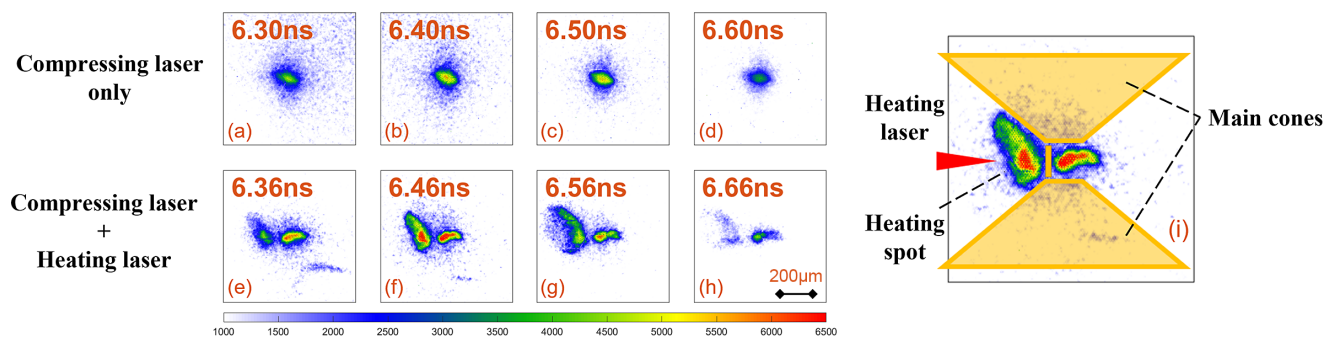 Compressing laser
only
6.30ns
(a)
6.40ns
(b)
6.50ns
(c)
6.60ns
(d)
Compressing laser
+
Heating laser
6.36ns
(e)
6.46ns
(f)
6.56ns
(g)
6.66ns
200μm
(h)
1000 1500 2000 2500 3000 3500 4000 4500 5000 5500 6000 6500
Heating
laser
Main cones
Heating
spot
(i)